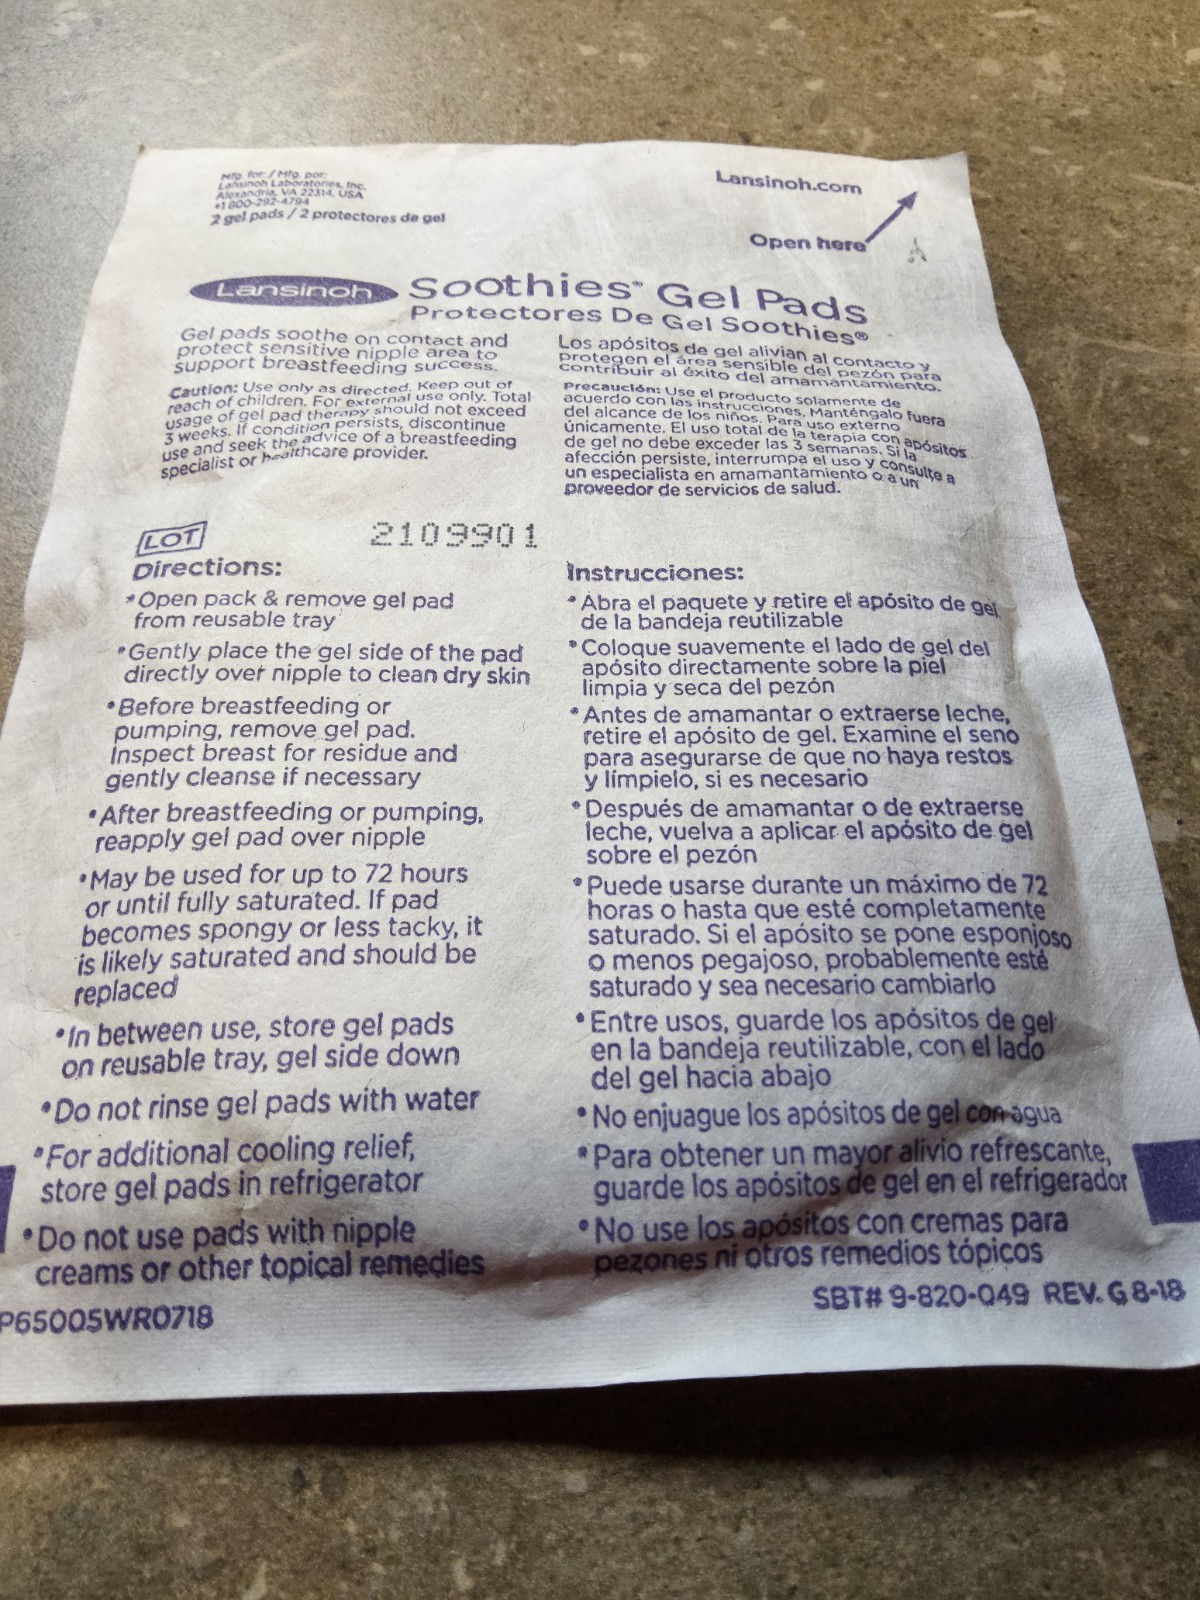 Mfg. for: / Mfg. por:
Lansinoh Laboratories, Inc.
Alexandria, VA 22314, USA
+1 800-292-4794
2 gel pads / 2 protectores de gel
Lansinoh.com
Open here
Lansinoh Soothies® Gel Pads
Protectores De Gel Soothies®
Gel pads soothe on contact and
protect sensitive nipple area to
support breastfeeding success.
Caution: Use only as directed. Keep out of
reach of children. For external use only. Total
usage of gel pad therapy should not exceed
3 weeks. If condition persists, discontinue
use and seek the advice of a breastfeeding
specialist or healthcare provider.
Los apósitos de gel alivian al contacto y
protegen el área sensible del pezón para
contribuir al éxito del amamantamiento.
Precaución: Use el producto solamente de
acuerdo con las instrucciones. Manténgalo fuera
del alcance de los niños. Para uso externo
únicamente. El uso total de la terapia con apósitos
de gel no debe exceder las 3 semanas. Si la
afección persiste, interrumpa el uso y consulte a
un especialista en amamantamiento o a un
proveedor de servicios de salud.
LOT 2109901
Directions:
•Open pack & remove gel pad
from reusable tray
•Gently place the gel side of the pad
directly over nipple to clean dry skin
•Before breastfeeding or
pumping, remove gel pad.
Inspect breast for residue and
gently cleanse if necessary
•After breastfeeding or pumping,
reapply gel pad over nipple
•May be used for up to 72 hours
or until fully saturated. If pad
becomes spongy or less tacky, it
is likely saturated and should be
replaced
•In between use, store gel pads
on reusable tray, gel side down
•Do not rinse gel pads with water
•For additional cooling relief,
store gel pads in refrigerator
•Do not use pads with nipple
creams or other topical remedies
Instrucciones:
•Abra el paquete y retire el apósito de gel
de la bandeja reutilizable
•Coloque suavemente el lado de gel del
apósito directamente sobre la piel
limpia y seca del pezón
•Antes de amamantar o extraerse leche,
retire el apósito de gel. Examine el seno
para asegurarse de que no haya restos
y límpielo, si es necesario
•Después de amamantar o de extraerse
leche, vuelva a aplicar el apósito de gel
sobre el pezón
•Puede usarse durante un máximo de 72
horas o hasta que esté completamente
saturado. Si el apósito se pone esponjoso
o menos pegajoso, probablemente esté
saturado y sea necesario cambiarlo
•Entre usos, guarde los apósitos de gel
en la bandeja reutilizable, con el lado
del gel hacia abajo
•No enjuague los apósitos de gel con agua
•Para obtener un mayor alivio refrescante,
guarde los apósitos de gel en el refrigerador
•No use los apósitos con cremas para
pezones ni otros remedios tópicos
P65005WR0718
SBT# 9-820-049 REV. G 8-18